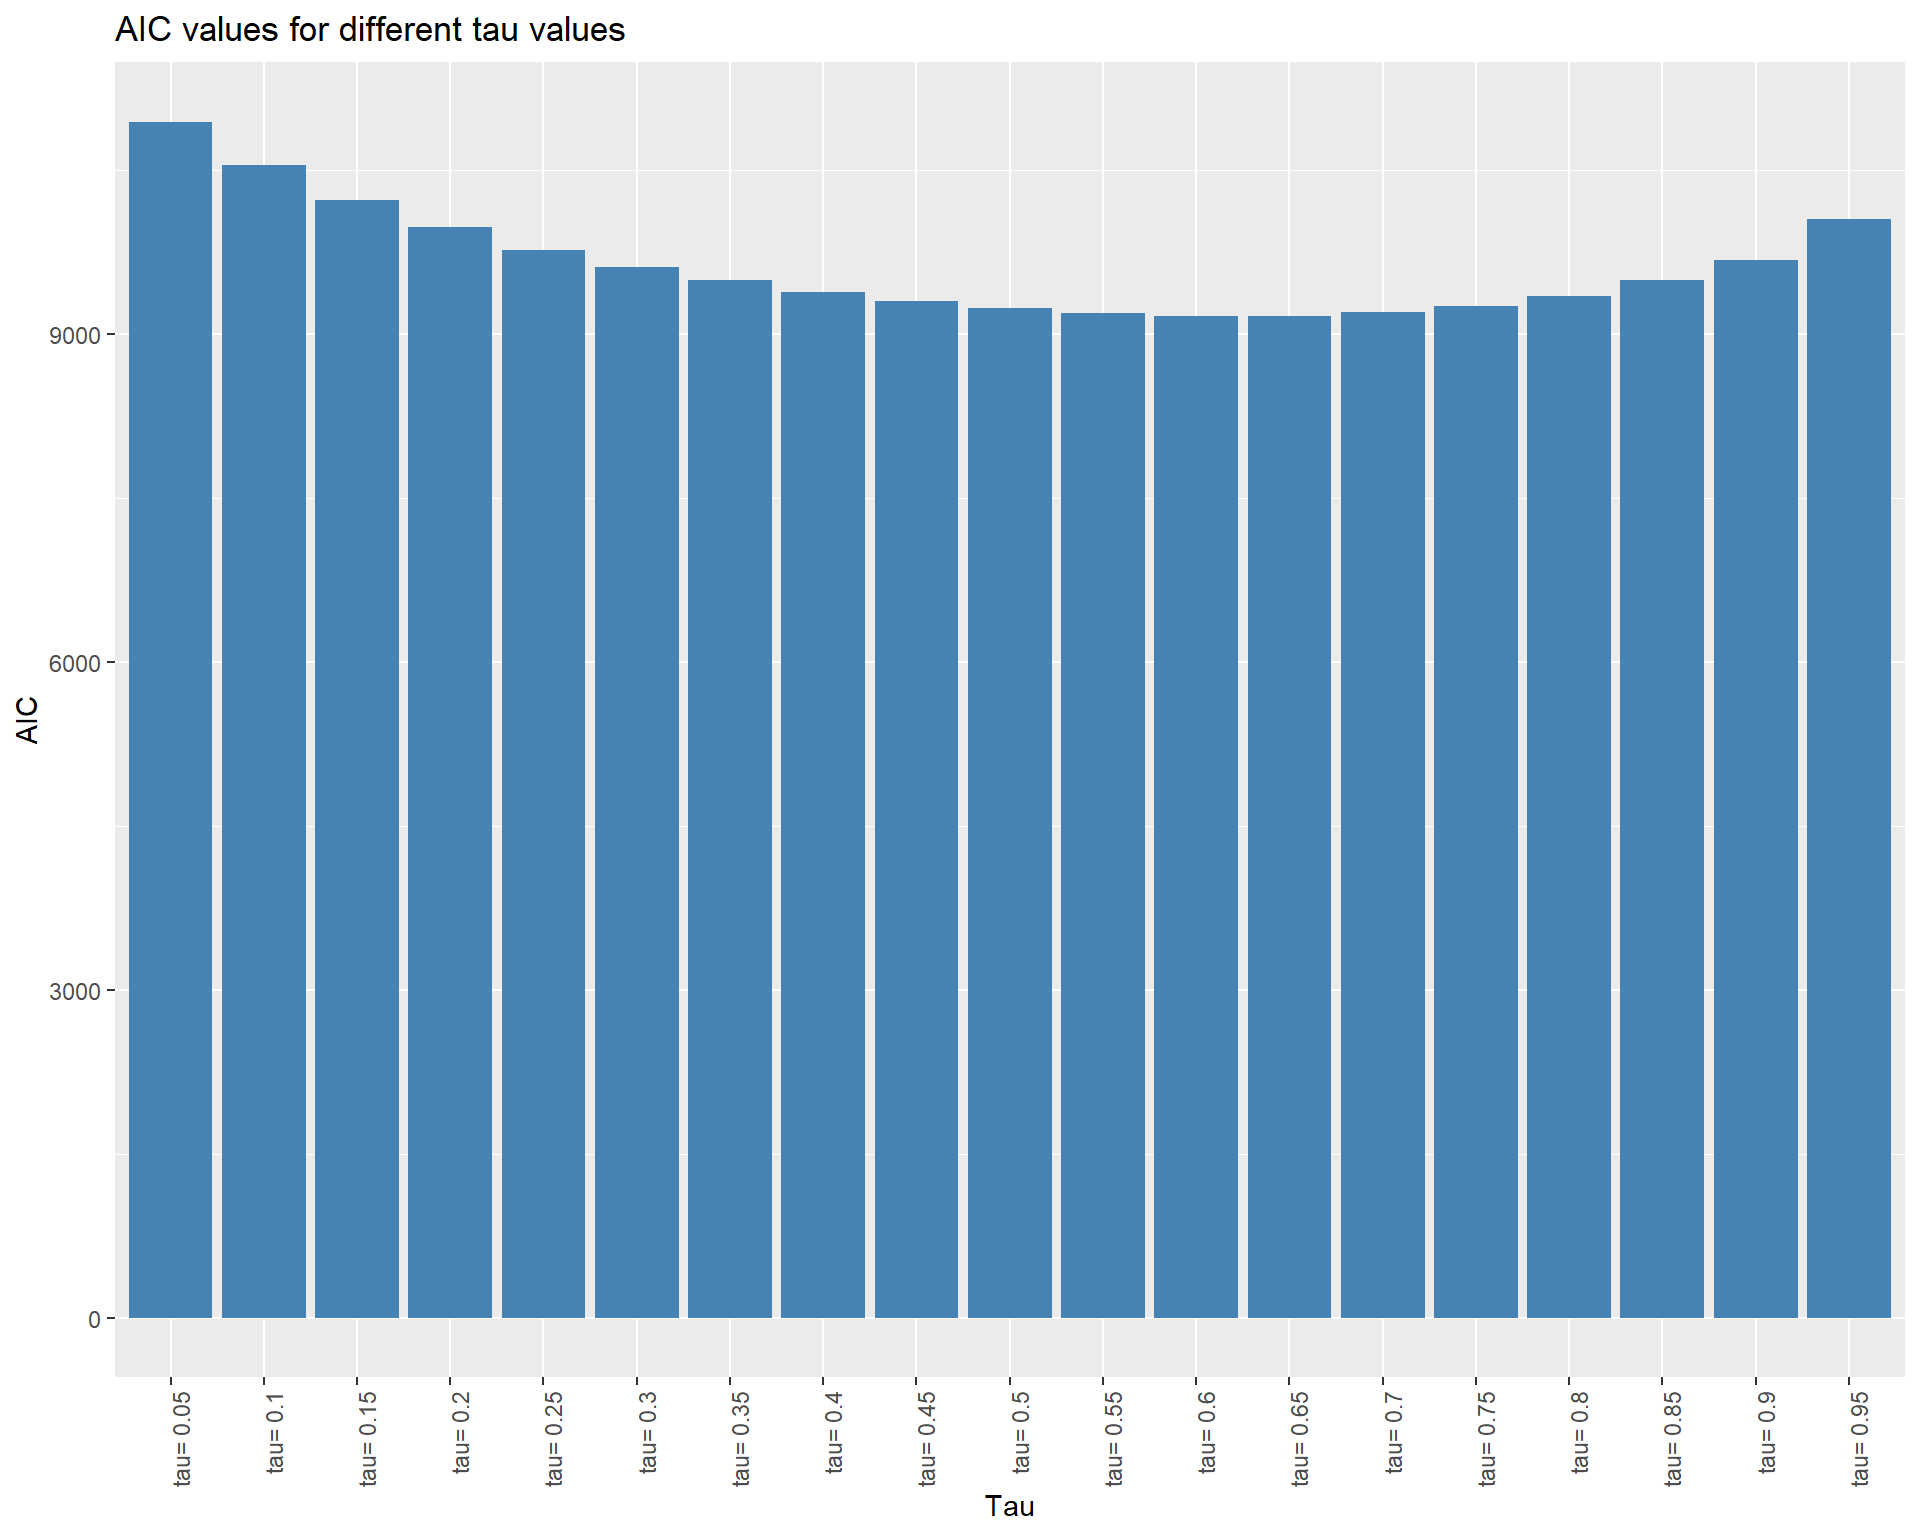 AIC values for different tau values
AIC
9000
6000
3000
0
tau= 0.05
tau= 0.1
tau= 0.15
tau= 0.2
tau= 0.25
tau= 0.3
tau= 0.35
tau= 0.4
tau= 0.45
tau= 0.5
tau= 0.55
tau= 0.6
tau= 0.65
tau= 0.7
tau= 0.75
tau= 0.8
tau= 0.85
tau= 0.9
tau= 0.95
Tau